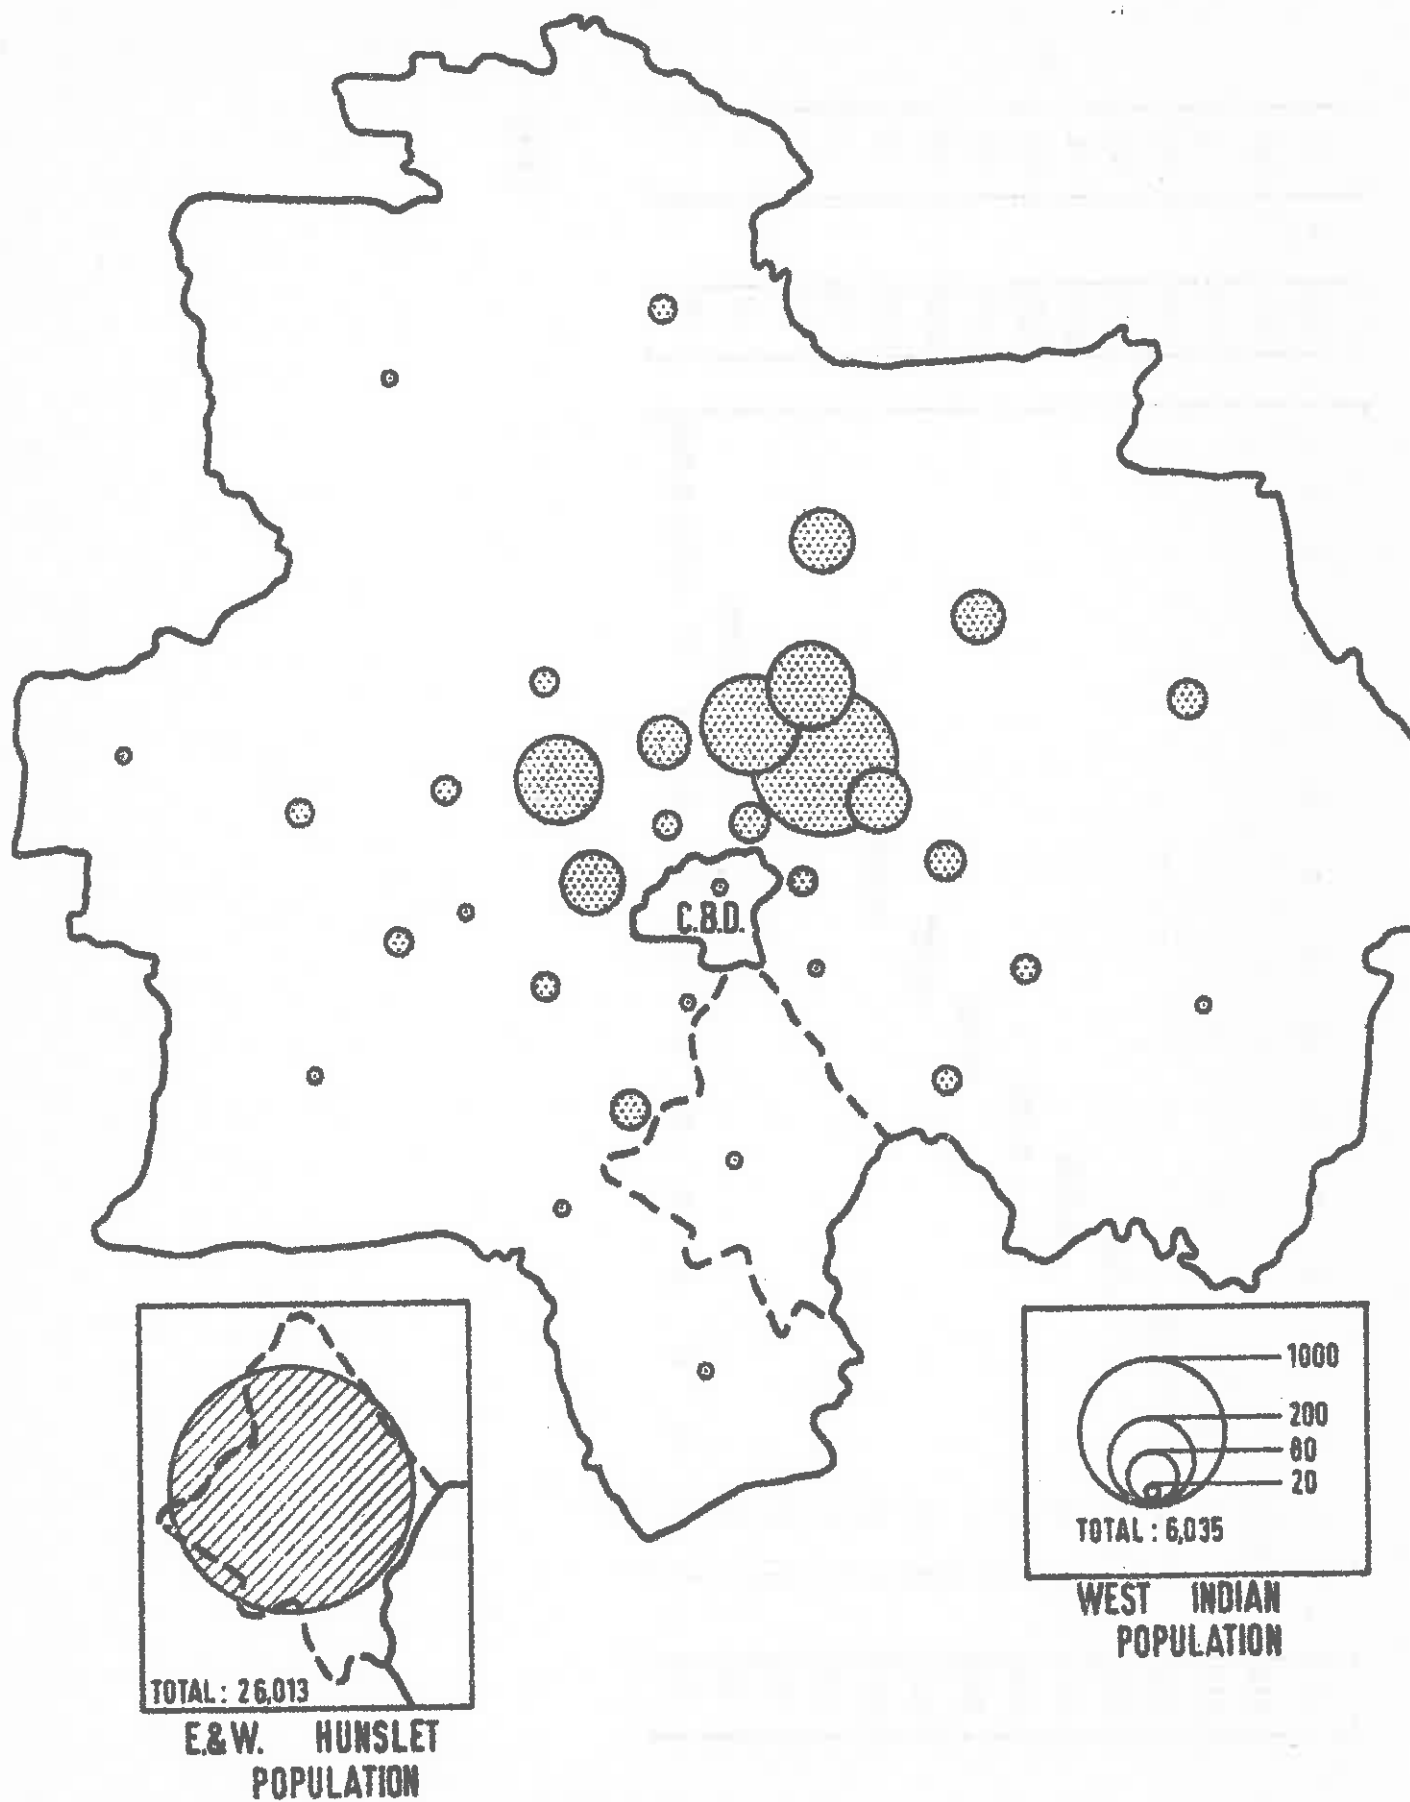 C.B.D.
TOTAL : 26,013
E.&W. HUNSLET
POPULATION
1000
200
80
20
TOTAL : 6,035
WEST INDIAN
POPULATION